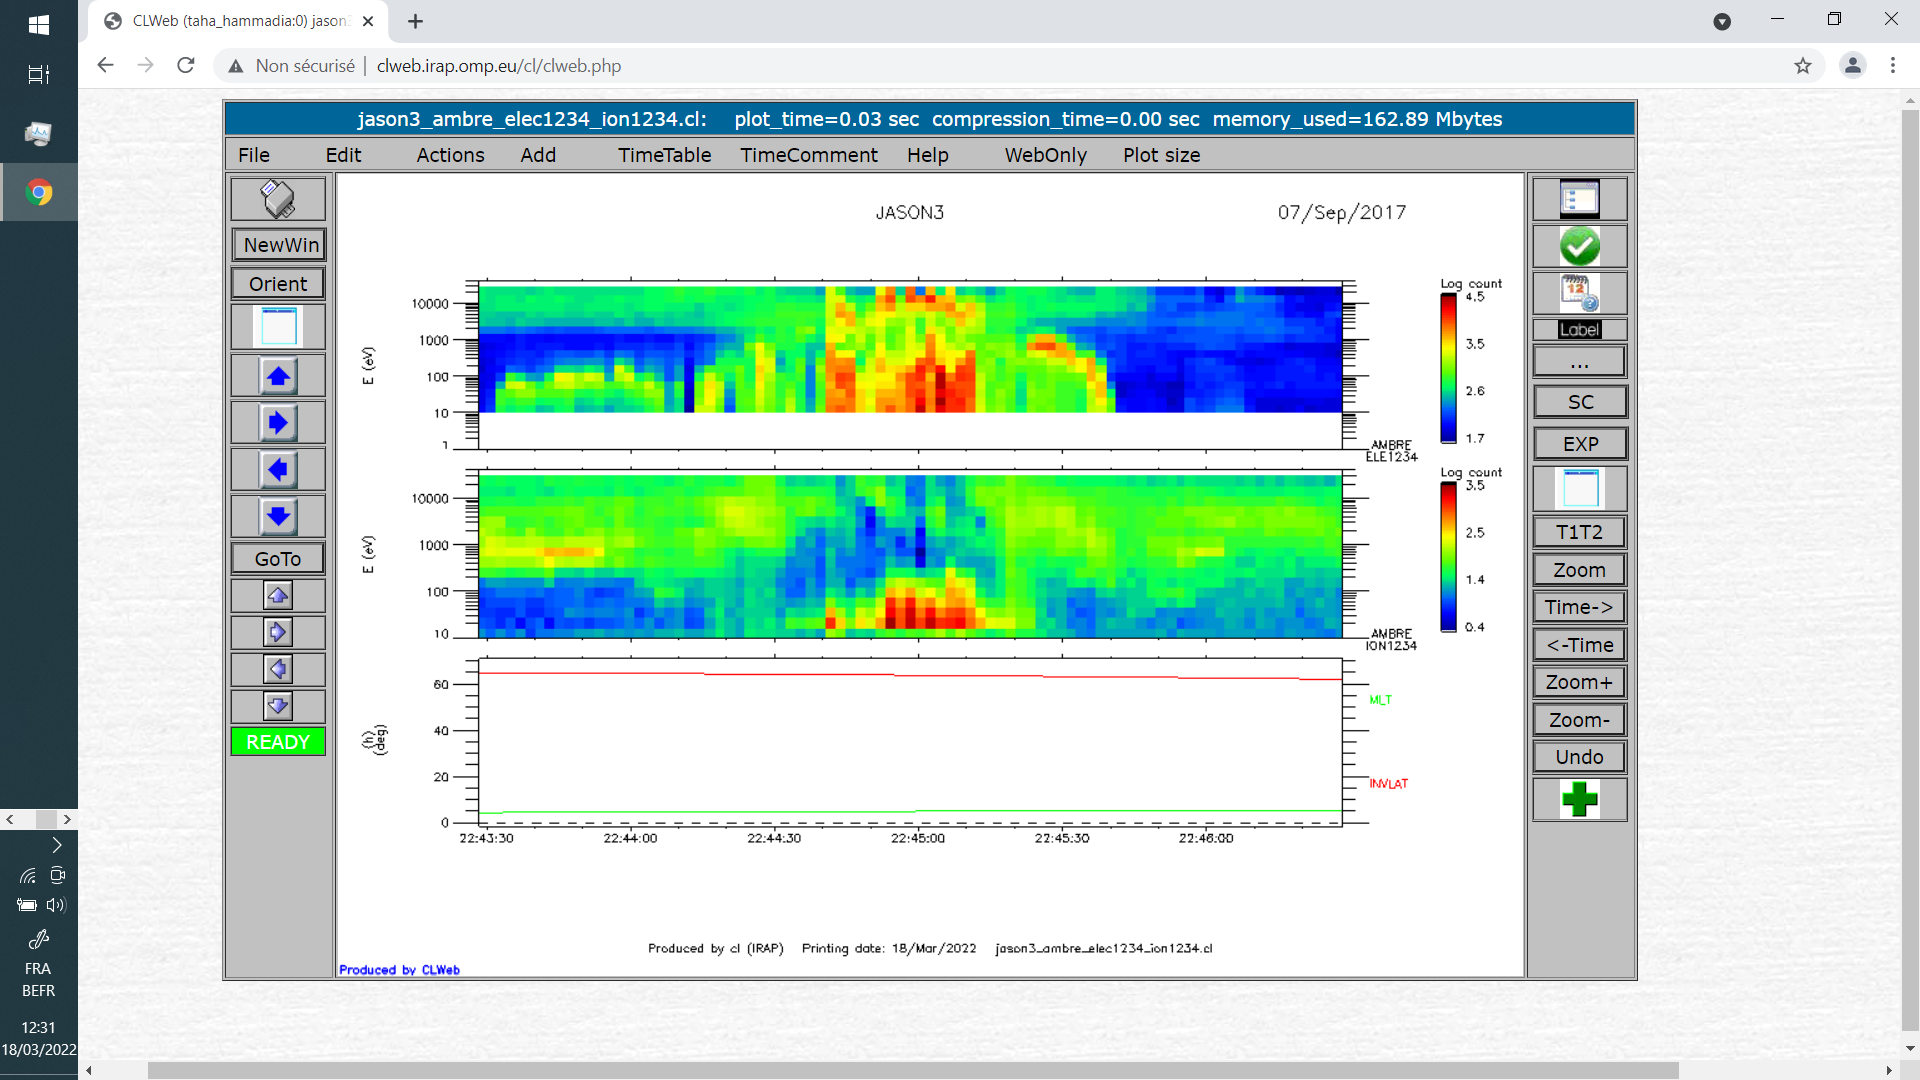 CLWeb (taha_hammadia:0) jason3
Non sécurisé | clweb.irap.omp.eu/cl/clweb.php
jason3_ambre_elec1234_ion1234.cl: plot_time=0.03 sec compression_time=0.00 sec memory_used=162.89 Mbytes
File Edit Actions Add TimeTable TimeComment Help WebOnly Plot size
NewWin
Orient
GoTo
READY
JASON3 07/Sep/2017
E (eV)
10000
1000
100
10
1
Log count
4.5
3.5
2.6
1.7
AMBRE
ELE1234
E (eV)
10000
1000
100
10
Log count
3.5
2.5
1.4
0.4
AMBRE
ION1234
(h)
(deg)
60
40
20
0
MLT
INVLAT
22:43:30 22:44:00 22:44:30 22:45:00 22:45:30 22:46:00
Produced by cl (IRAP) Printing date: 18/Mar/2022 jason3_ambre_elec1234_ion1234.cl
Produced by CLWeb
12
Label
...
SC
EXP
T1T2
Zoom
Time->
<-Time
Zoom+
Zoom-
Undo
FRA
BEFR
12:31
18/03/2022